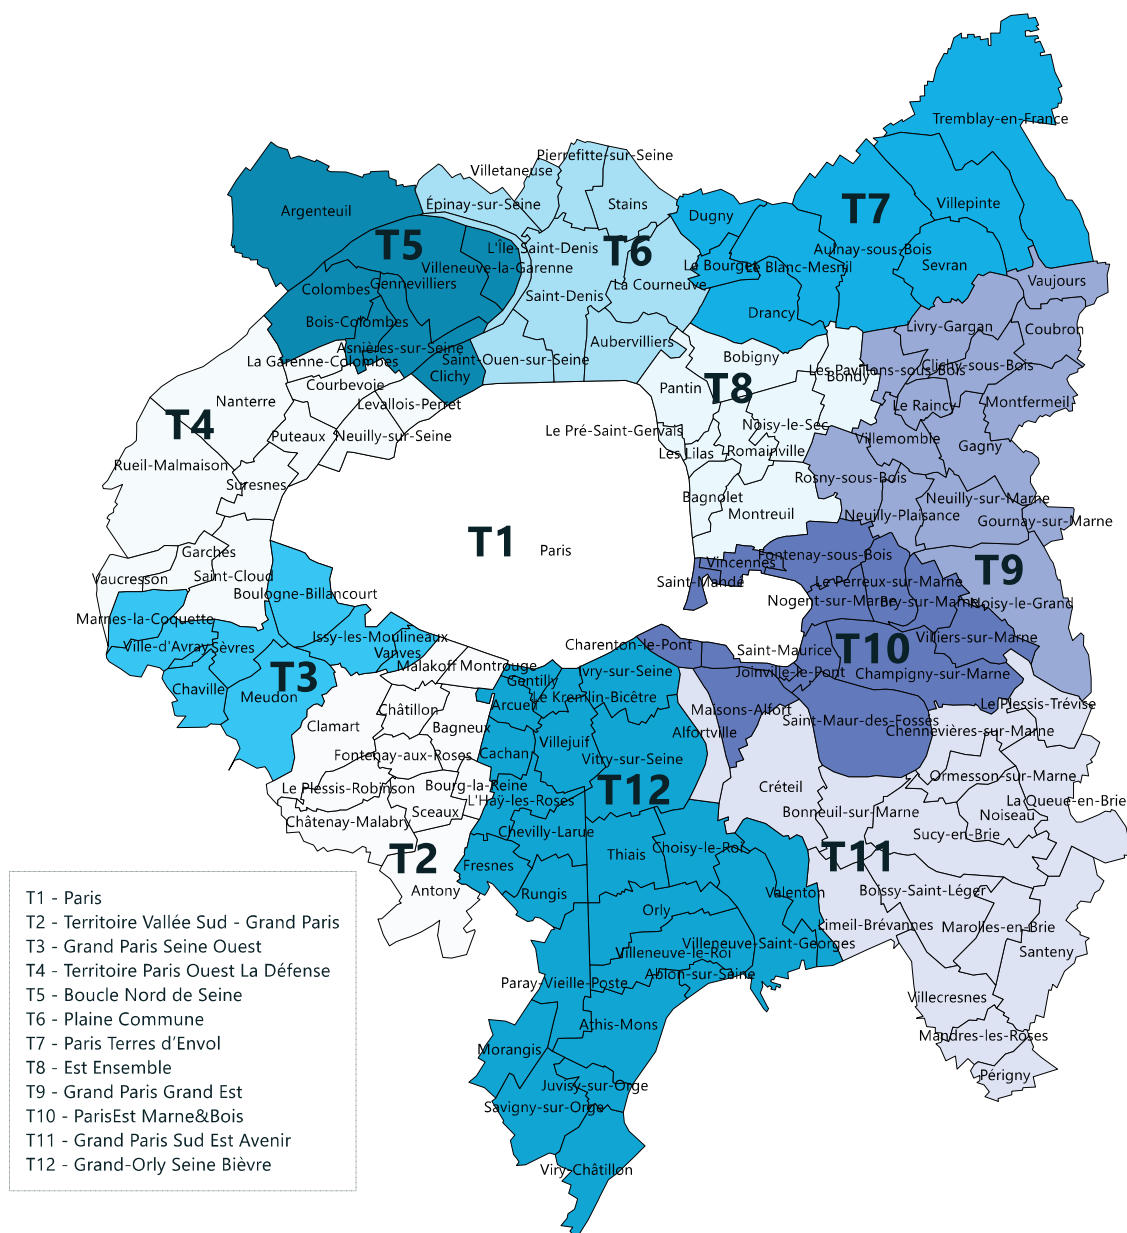 Tremblay-en-France
Pierrefitte-sur-Seine
Villetaneuse
Argenteuil
Épinay-sur-Seine
Stains
Dugny
T7
Villepinte
T5
L'Île-Saint-Denis
T6
Aulnay-sous-Bois
Villeneuve-la-Garenne
Le Bourget
Le Blanc-Mesnil
Sevran
Colombes
Gennevilliers
La Courneuve
Vaujours
Saint-Denis
Drancy
Bois-Colombes
Livry-Gargan
Coubron
Asnières-sur-Seine
Aubervilliers
La Garenne-Colombes
Saint-Ouen-sur-Seine
Bobigny
Clichy
Les Pavillons-sous-Bois
Clichy-sous-Bois
Bondy
Courbevoie
Pantin
T8
Nanterre
Levallois-Perret
Le Raincy
Montfermeil
T4
Le Pré-Saint-Gervais
Noisy-le-Sec
Puteaux
Neuilly-sur-Seine
Villemomble
Gagny
Les Lilas
Romainville
Rueil-Malmaison
Suresnes
Rosny-sous-Bois
Bagnolet
Neuilly-sur-Marne
Montreuil
Neuilly-Plaisance
Gournay-sur-Marne
T1
Paris
Garches
Fontenay-sous-Bois
Vincennes
T9
Vaucresson
Saint-Cloud
Saint-Mandé
Le Perreux-sur-Marne
Boulogne-Billancourt
Nogent-sur-Marne
Bry-sur-Marne
Noisy-le-Grand
Marnes-la-Coquette
Issy-les-Moulineaux
Villiers-sur-Marne
Ville-d'Avray
Sèvres
Charenton-le-Pont
Saint-Maurice
T10
Vanves
Malakoff
Montrouge
T3
Gentilly
Ivry-sur-Seine
Joinville-le-Pont
Champigny-sur-Marne
Chaville
Meudon
Le Kremlin-Bicêtre
Arcueil
Châtillon
Maisons-Alfort
Le Plessis-Trévise
Clamart
Bagneux
Saint-Maur-des-Fossés
Alfortville
Chennevières-sur-Marne
Villejuif
Fontenay-aux-Roses
Cachan
Vitry-sur-Seine
Ormesson-sur-Marne
Le Plessis-Robinson
Bourg-la-Reine
T12
Créteil
L'Haÿ-les-Roses
La Queue-en-Brie
Sceaux
Bonneuil-sur-Marne
Noiseau
Châtenay-Malabry
Chevilly-Larue
Sucy-en-Brie
T2
Thiais
Choisy-le-Roi
T11
Fresnes
Antony
Rungis
Valenton
Boissy-Saint-Léger
Orly
Limeil-Brévannes
Marolles-en-Brie
Villeneuve-le-Roi
Villeneuve-Saint-Georges
Santeny
Ablon-sur-Seine
Paray-Vieille-Poste
Villecresnes
Athis-Mons
Mandres-les-Roses
Morangis
Périgny
Juvisy-sur-Orge
Savigny-sur-Orge
Viry-Châtillon
T1 - Paris
T2 - Territoire Vallée Sud - Grand Paris
T3 - Grand Paris Seine Ouest
T4 - Territoire Paris Ouest La Défense
T5 - Boucle Nord de Seine
T6 - Plaine Commune
T7 - Paris Terres d’Envol
T8 - Est Ensemble
T9 - Grand Paris Grand Est
T10 - ParisEst Marne&Bois
T11 - Grand Paris Sud Est Avenir
T12 - Grand-Orly Seine Bièvre